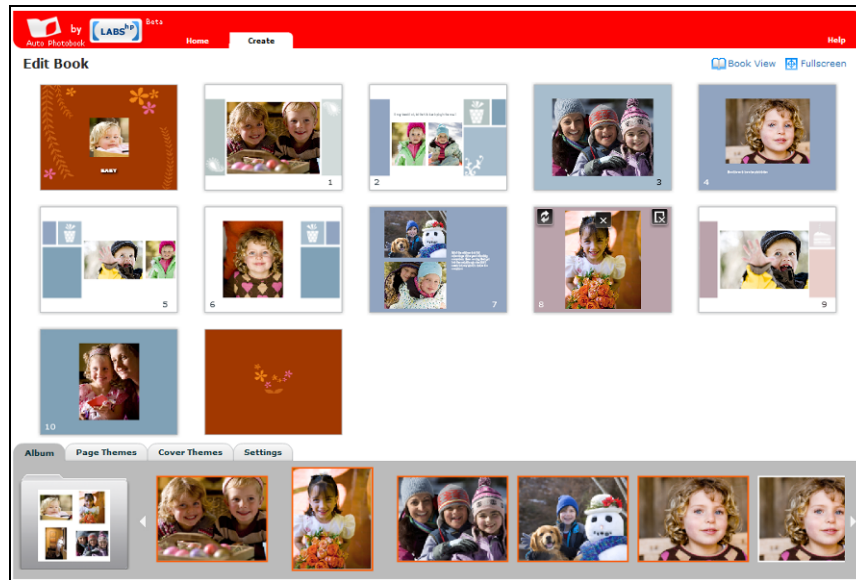 by LABS hp Beta
Auto Photobook
Home Create Help
Edit Book
Book View Fullscreen
BABY
1
2
3
4
5
6
7
8
9
10
Album Page Themes Cover Themes Settings